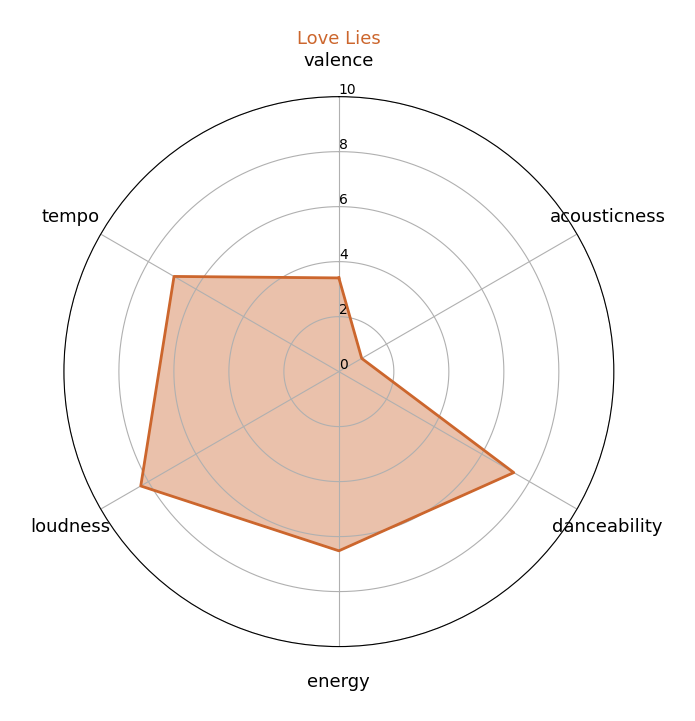 Love Lies
valence
10
8
6
4
2
0
tempo
acousticness
loudness
danceability
energy